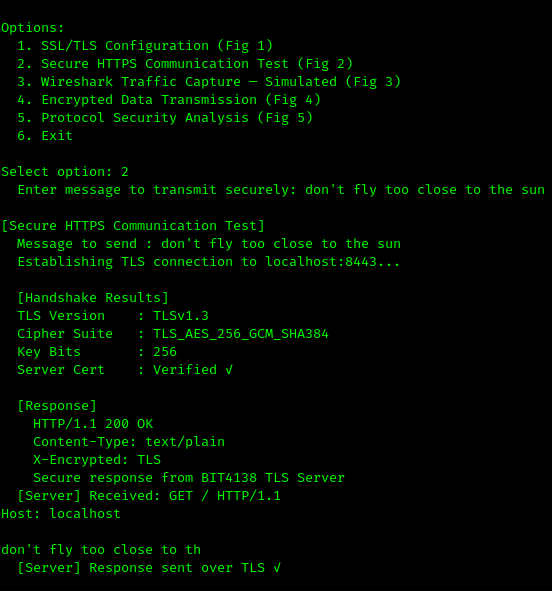 Options:
  1. SSL/TLS Configuration (Fig 1)
  2. Secure HTTPS Communication Test (Fig 2)
  3. Wireshark Traffic Capture — Simulated (Fig 3)
  4. Encrypted Data Transmission (Fig 4)
  5. Protocol Security Analysis (Fig 5)
  6. Exit

Select option: 2
  Enter message to transmit securely: don't fly too close to the sun

[Secure HTTPS Communication Test]
  Message to send : don't fly too close to the sun
  Establishing TLS connection to localhost:8443...

  [Handshake Results]
  TLS Version    : TLSv1.3
  Cipher Suite   : TLS_AES_256_GCM_SHA384
  Key Bits       : 256
  Server Cert    : Verified √

  [Response]
    HTTP/1.1 200 OK
    Content-Type: text/plain
    X-Encrypted: TLS
    Secure response from BIT4138 TLS Server
  [Server] Received: GET / HTTP/1.1
Host: localhost

don't fly too close to th
  [Server] Response sent over TLS √